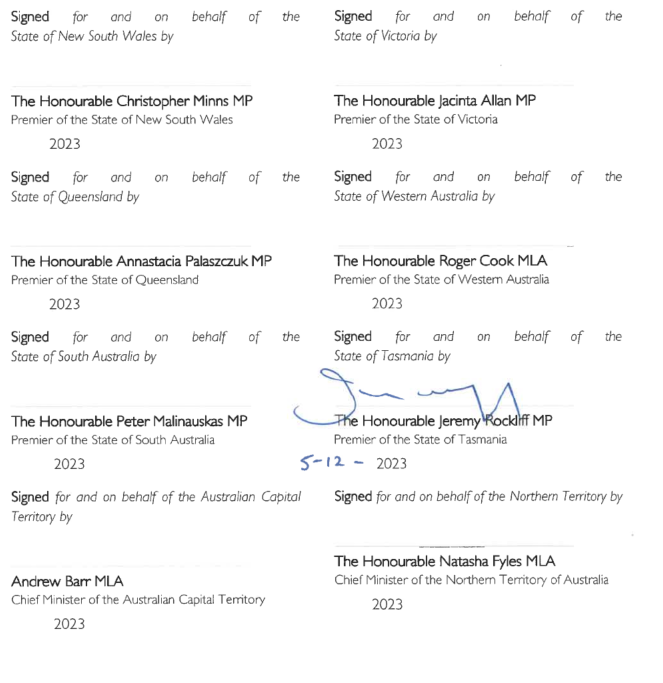 Signed for and on behalf of the
State of New South Wales by
The Honourable Christopher Minns MP
Premier of the State of New South Wales
2023
Signed for and on behalf of the
State of Victoria by
The Honourable Jacinta Allan MP
Premier of the State of Victoria
2023
Signed for and on behalf of the
State of Queensland by
The Honourable Annastacia Palaszczuk MP
Premier of the State of Queensland
2023
Signed for and on behalf of the
State of Western Australia by
The Honourable Roger Cook MLA
Premier of the State of Western Australia
2023
Signed for and on behalf of the
State of South Australia by
The Honourable Peter Malinauskas MP
Premier of the State of South Australia
2023
Signed for and on behalf of the
State of Tasmania by
The Honourable Jeremy Rockliff MP
Premier of the State of Tasmania
5-12 - 2023
Signed for and on behalf of the Australian Capital
Territory by
Andrew Barr MLA
Chief Minister of the Australian Capital Territory
2023
Signed for and on behalf of the Northern Territory by
The Honourable Natasha Fyles MLA
Chief Minister of the Northern Territory of Australia
2023